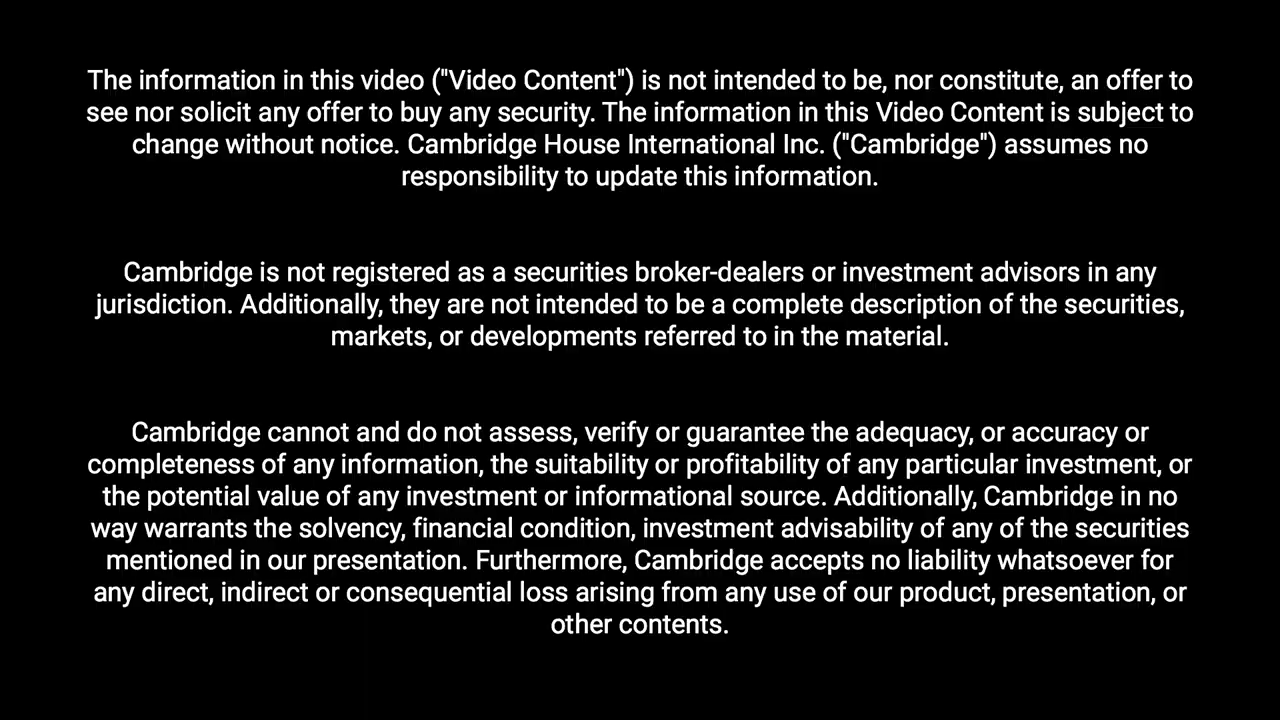 The information in this video ("Video Content") is not intended to be, nor constitute, an offer to
see nor solicit any offer to buy any security. The information in this Video Content is subject to
change without notice. Cambridge House International Inc. ("Cambridge") assumes no
responsibility to update this information.
Cambridge is not registered as a securities broker-dealers or investment advisors in any
jurisdiction. Additionally, they are not intended to be a complete description of the securities,
markets, or developments referred to in the material.
Cambridge cannot and do not assess, verify or guarantee the adequacy, or accuracy or
completeness of any information, the suitability or profitability of any particular investment, or
the potential value of any investment or informational source. Additionally, Cambridge in no
way warrants the solvency, financial condition, investment advisability of any of the securities
mentioned in our presentation. Furthermore, Cambridge accepts no liability whatsoever for
any direct, indirect or consequential loss arising from any use of our product, presentation, or
other contents.